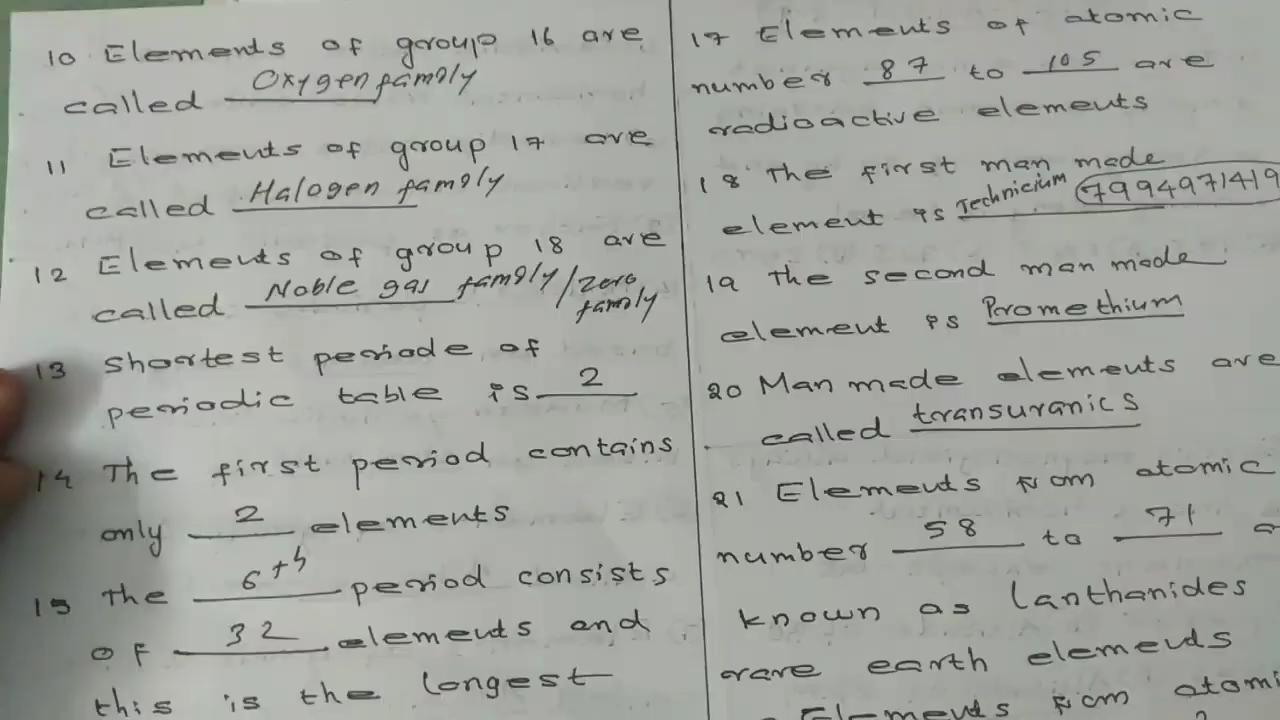 10 Elements of group 16 are
called Oxygen family
11 Elements of group 17 are
called Halogen family
12 Elements of group 18 are
called Noble gas family/zero
family
13 Shortest periode of
periodic table is 2
14 The first period contains
only 2 elements
15 The 6th period consists
of 32 elements and
this is the longest
17 Elements of atomic
number 87 to 105 are
radioactive elements
18 The first man made
element is Technicium 7994971419
19 The second man made
element is Promethium
20 Man made elements are
called transuranics
21 Elements from atomic
number 58 to 71
known as lanthanides
rare earth elements
Elements from atomi